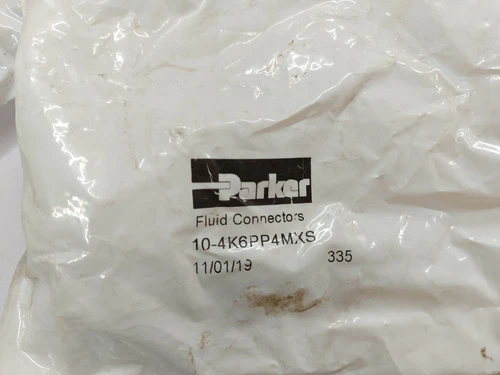 Parker
Fluid Connectors
10-4K6PP4MXS
11/01/19 335